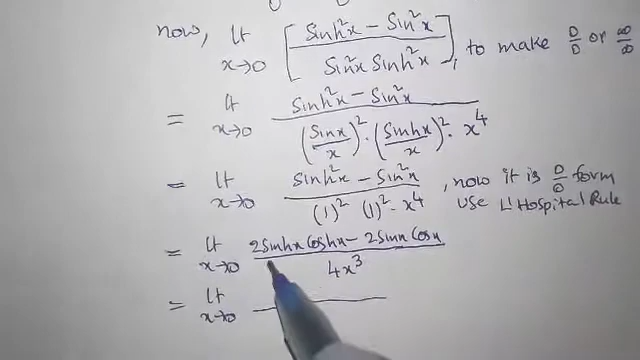 now, lt x→0 [ (Sinh²x − Sin²x) / (Sin²x Sinh²x) ], to make 0/0 or ∞/∞
= lt x→0 (Sinh²x − Sin²x) / ((Sinx/x)² · (Sinhx/x)² · x⁴)
= lt x→0 (Sinh²x − Sin²x) / ((1)² (1)² · x⁴), now it is 0/0 form
Use L' Hospital Rule
= lt x→0 (2Sinhx Coshx − 2Sinx Cosx) / 4x³
= lt x→0